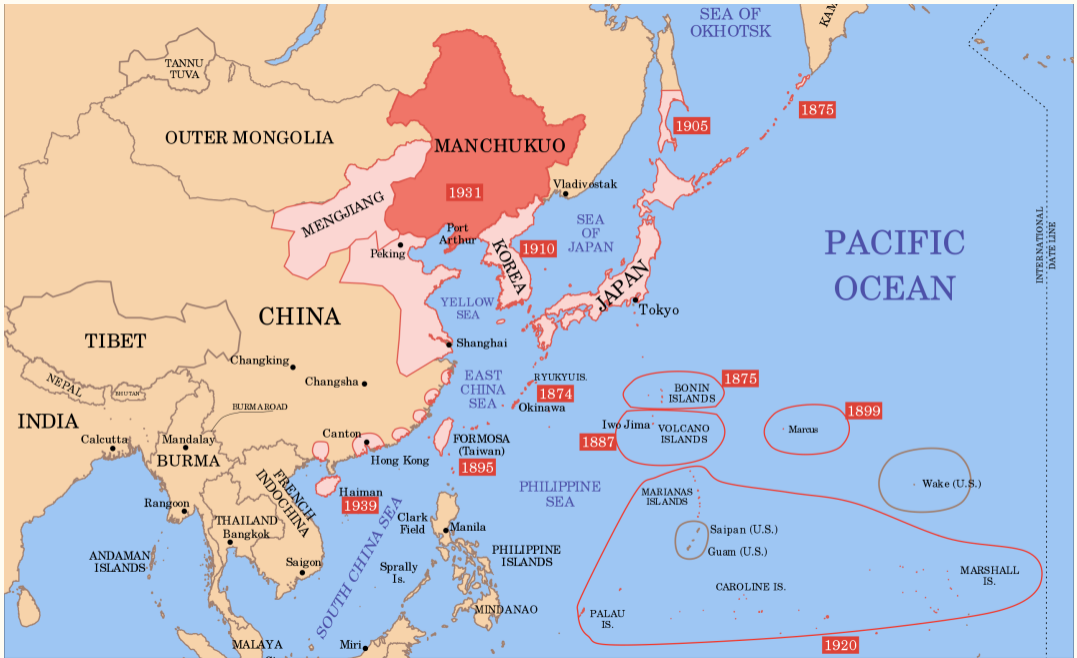 SEA OF
OKHOTSK
KAM
TANNU
TUVA
1875
1905
OUTER MONGOLIA
MANCHUKUO
1931
Vladivostak
MENGJIANG
Port
Arthur
SEA
OF
JAPAN
INTERNATIONAL
DATE LINE
PACIFIC
OCEAN
Peking
KOREA
1910
JAPAN
YELLOW
SEA
Tokyo
CHINA
TIBET
Shanghai
Changking
NEPAL
BHUTAN
Changsha
EAST
CHINA
SEA
RYUKYU IS.
1874
Okinawa
BONIN
ISLANDS
1875
BURMA ROAD
INDIA
1899
Marcus
Iwo Jima
VOLCANO
ISLANDS
1887
Calcutta
Mandalay
BURMA
Canton
Hong Kong
FORMOSA
(Taiwan)
1895
FRENCH
INDOCHINA
Haiman
1939
PHILIPPINE
SEA
MARIANAS
ISLANDS
Wake (U.S.)
Rangoon
THAILAND
Bangkok
SOUTH CHINA SEA
Clark
Field
Manila
Saipan (U.S.)
Guam (U.S.)
ANDAMAN
ISLANDS
Saigon
Sprally
Is.
PHILIPPINE
ISLANDS
MARSHALL
IS.
CAROLINE IS.
MINDANAO
PALAU
IS.
MALAYA
Miri
1920